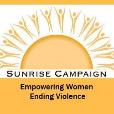 SUNRISE CAMPAIGN
Empowering Women
Ending Violence